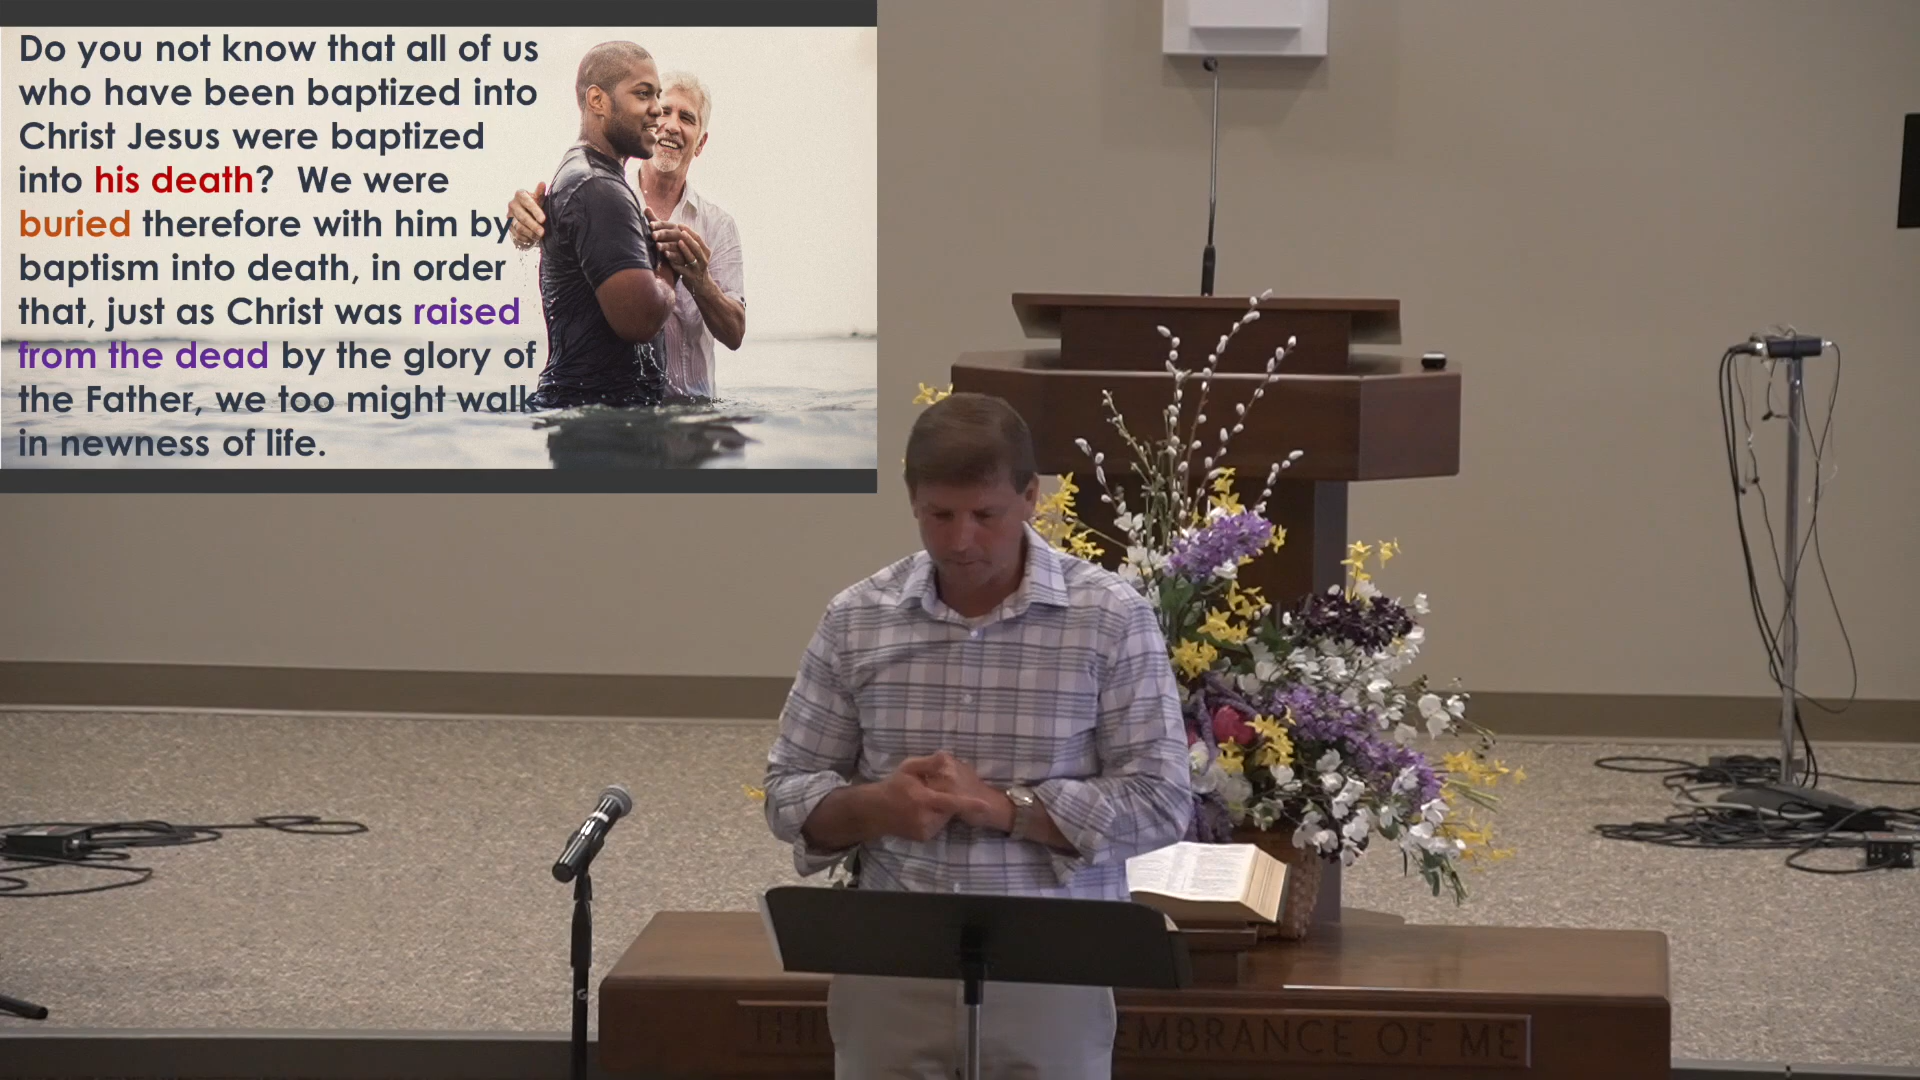 Do you not know that all of us
who have been baptized into
Christ Jesus were baptized
into his death?  We were
buried therefore with him by
baptism into death, in order
that, just as Christ was raised
from the dead by the glory of
the Father, we too might walk
in newness of life.
THI EMBRANCE OF ME